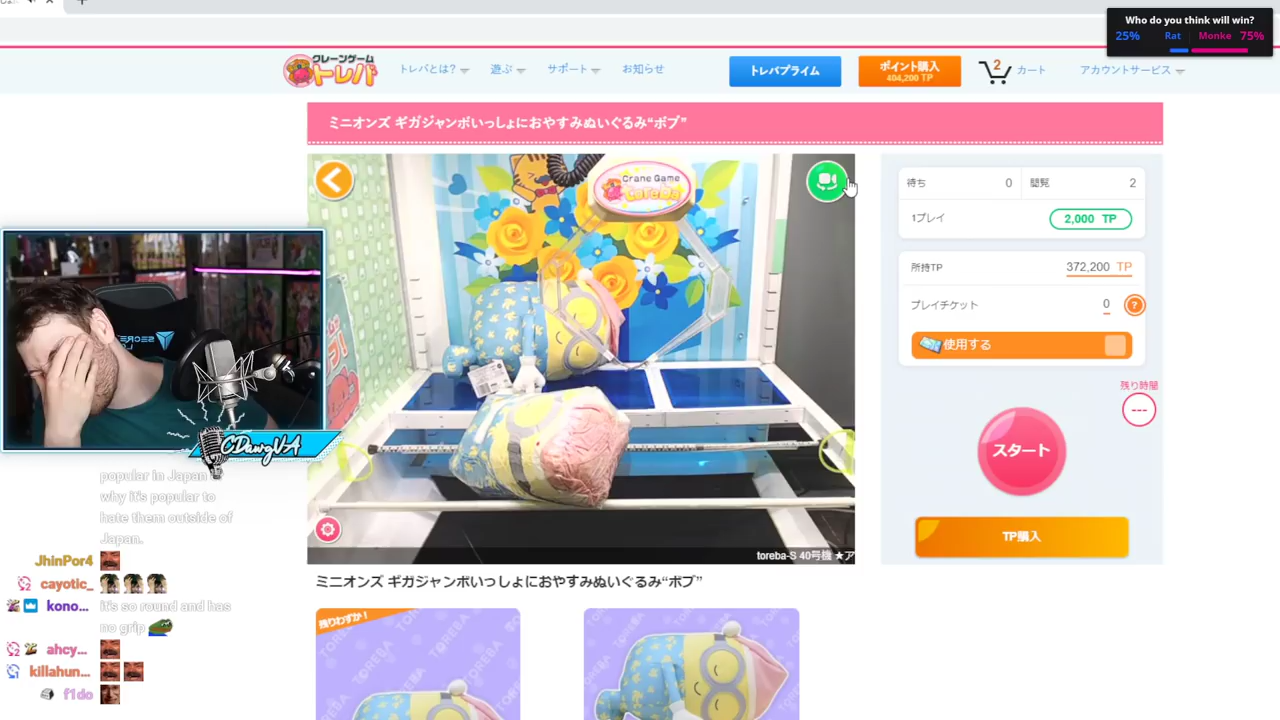 Who do you think will win?
25% Rat Monke 75%
クレーンゲーム
トレバ
トレバとは？
遊ぶ
サポート
お知らせ
トレバプライム
ポイント購入
404,200 TP
2
カート
アカウントサービス
ミニオンズ ギガジャンボいっしょにおやすみぬいぐるみ“ボブ”
Crane Game
toreba
待ち 0 閲覧 2
1プレイ 2,000 TP
所持TP 372,200 TP
プレイチケット 0 ?
使用する
残り時間
---
スタート
TP購入
CDawgVA
toreba-S 40号機 ★ア
ミニオンズ ギガジャンボいっしょにおやすみぬいぐるみ“ボブ”
残りわずか！
TOREBA
popular in Japan
why it's popular to
hate them outside of
Japan.
JhinPor4
cayotic_
kono...
it's so round and has
no grip
ahcy...
killahun...
f1do